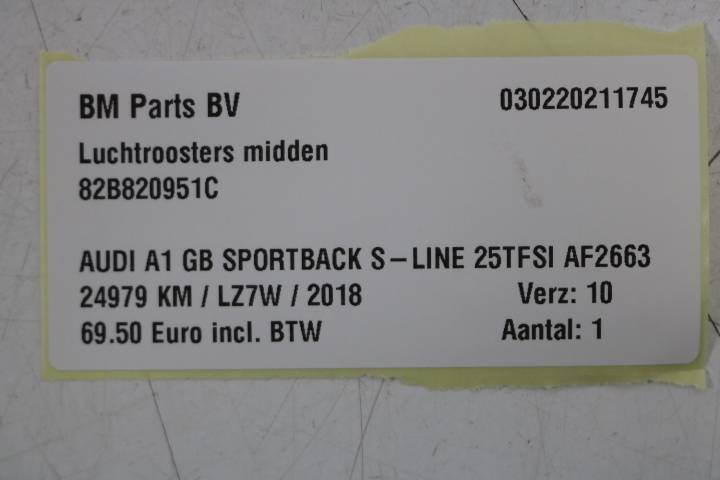 BM Parts BV 030220211745
Luchtroosters midden
82B820951C
AUDI A1 GB SPORTBACK S-LINE 25TFSI AF2663
24979 KM / LZ7W / 2018 Verz: 10
69.50 Euro incl. BTW Aantal: 1